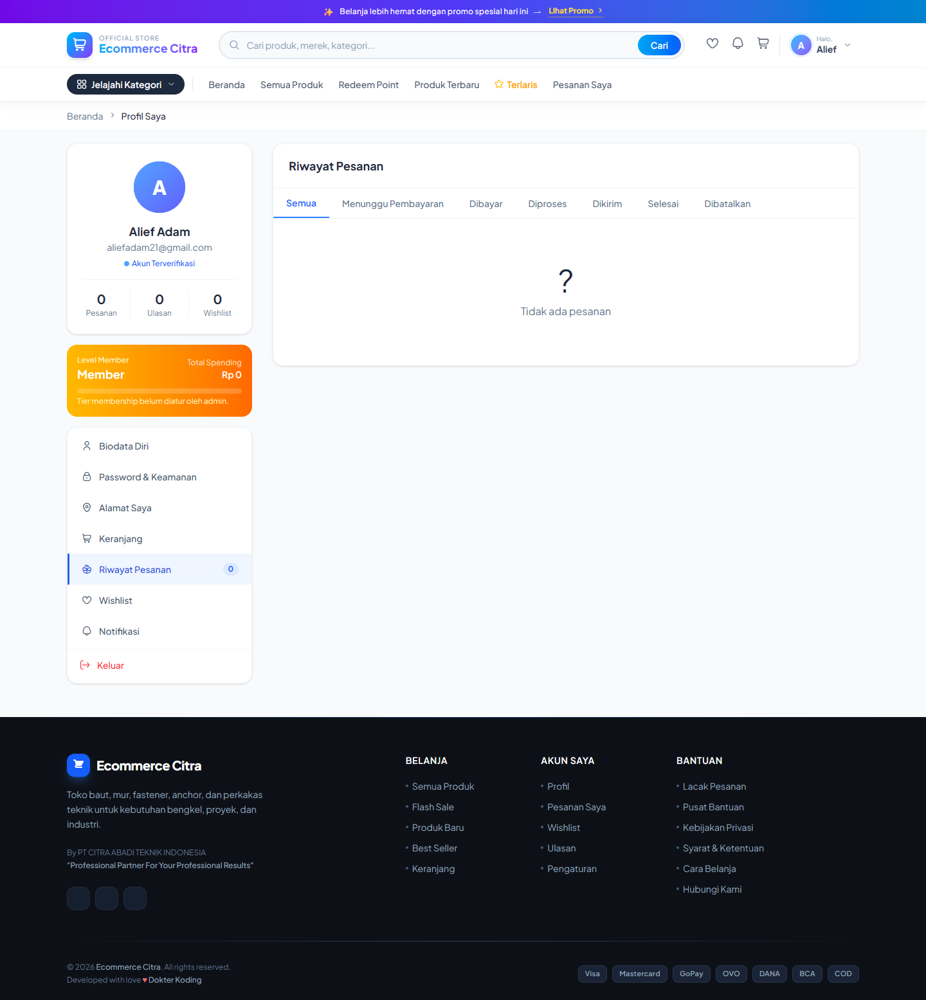 Belanja lebih hemat dengan promo spesial hari ini → Lihat Promo
OFFICIAL STORE
Ecommerce Citra
Cari produk, merek, kategori...
Cari
Halo,
A
Alief
Jelajahi Kategori
Beranda
Semua Produk
Redeem Point
Produk Terbaru
Terlaris
Pesanan Saya
Beranda > Profil Saya
A
Alief Adam
aliefadam21@gmail.com
Akun Terverifikasi
0 0 0
Pesanan Ulasan Wishlist
Level Member
Member
Total Spending
Rp 0
Tier membership belum diatur oleh admin.
Biodata Diri
Password & Keamanan
Alamat Saya
Keranjang
Riwayat Pesanan 0
Wishlist
Notifikasi
Keluar
Riwayat Pesanan
Semua Menunggu Pembayaran Dibayar Diproses Dikirim Selesai Dibatalkan
?
Tidak ada pesanan
Ecommerce Citra
Toko baut, mur, fastener, anchor, dan perkakas
teknik untuk kebutuhan bengkel, proyek, dan
industri.
By PT CITRA ABADI TEKNIK INDONESIA
"Professional Partner For Your Professional Results"
BELANJA
Semua Produk
Flash Sale
Produk Baru
Best Seller
Keranjang
AKUN SAYA
Profil
Pesanan Saya
Wishlist
Ulasan
Pengaturan
BANTUAN
Lacak Pesanan
Pusat Bantuan
Kebijakan Privasi
Syarat & Ketentuan
Cara Belanja
Hubungi Kami
© 2026 Ecommerce Citra. All rights reserved.
Developed with love ♥ Dokter Koding
Visa Mastercard GoPay OVO DANA BCA COD